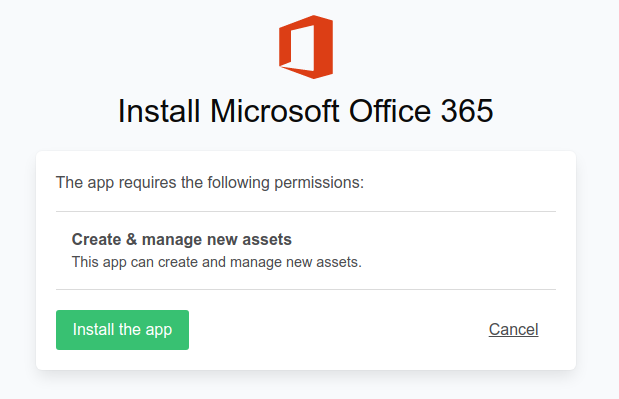 Install Microsoft Office 365
The app requires the following permissions:
Create & manage new assets
This app can create and manage new assets.
Install the app
Cancel